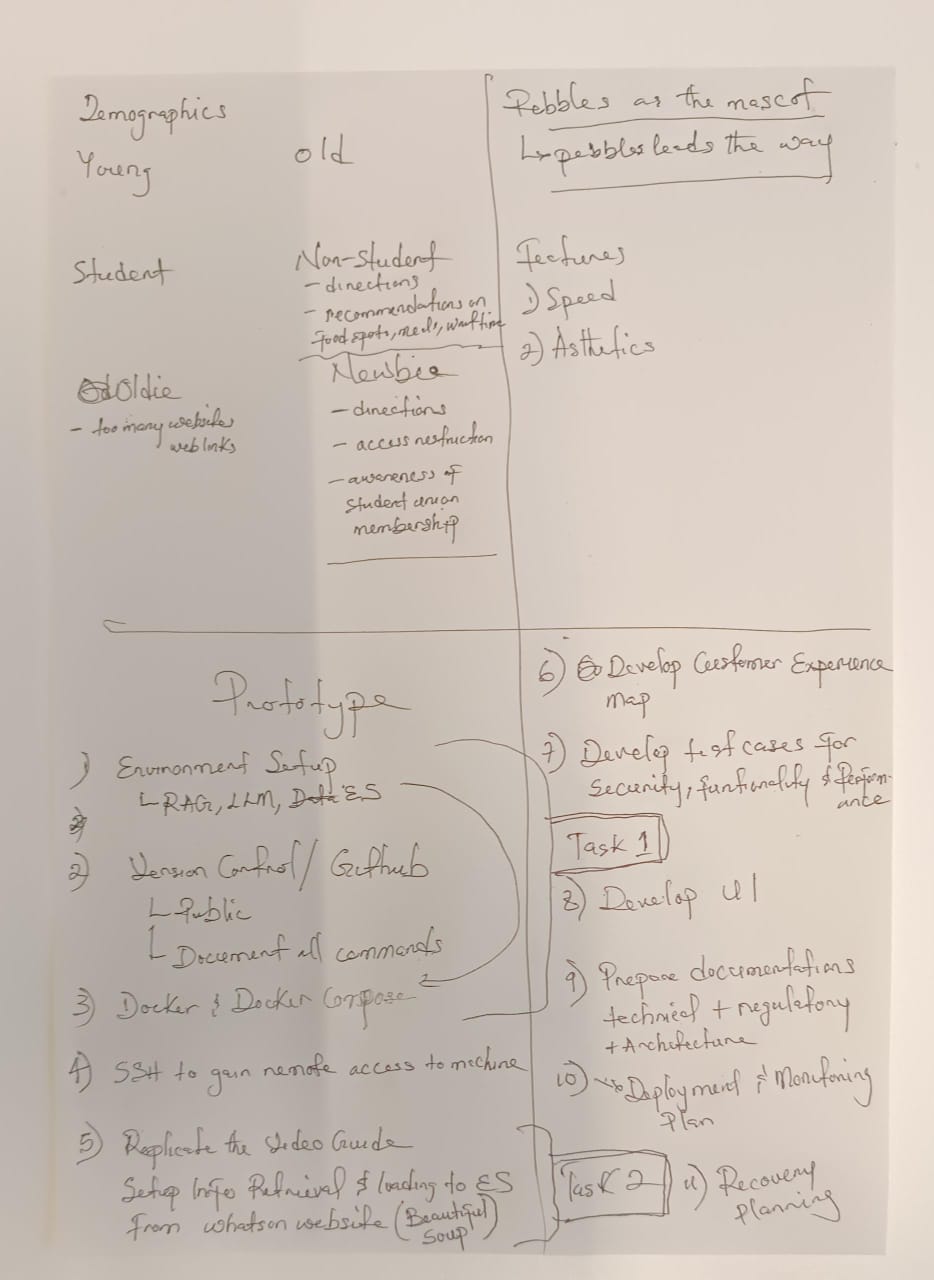 Demographics
Young
old
Student
Non-Student
- directions
- recommendations on
food spots, meals, wait time
Oldie
- too many website
weblinks
Newbie
- directions
- access restriction
- awareness of
Student union
membership
Pebbles as the mascot
↳ pebbles leads the way
Features
1) Speed
2) Asthetics
Prototype
1) Environment Setup
RAG, LLM, Data ES
2) Version Control / Github
Public
Document all commands
3) Docker & Docker Compose
4) SSH to gain remote access to machine
5) Replicate the Video Guide
Setup Info Retrieval & loading to ES
from whatson website (Beautiful
Soup)
6) Develop Customer Experience
map
7) Develop test cases for
Security, funtionality & Perform-
ance
Task 1
8) Develop UI
9) Prepare documentations
technical + regulatory
+ Architecture
10) Deployment & Monitoring
Plan
Task 2
11) Recovery
planning